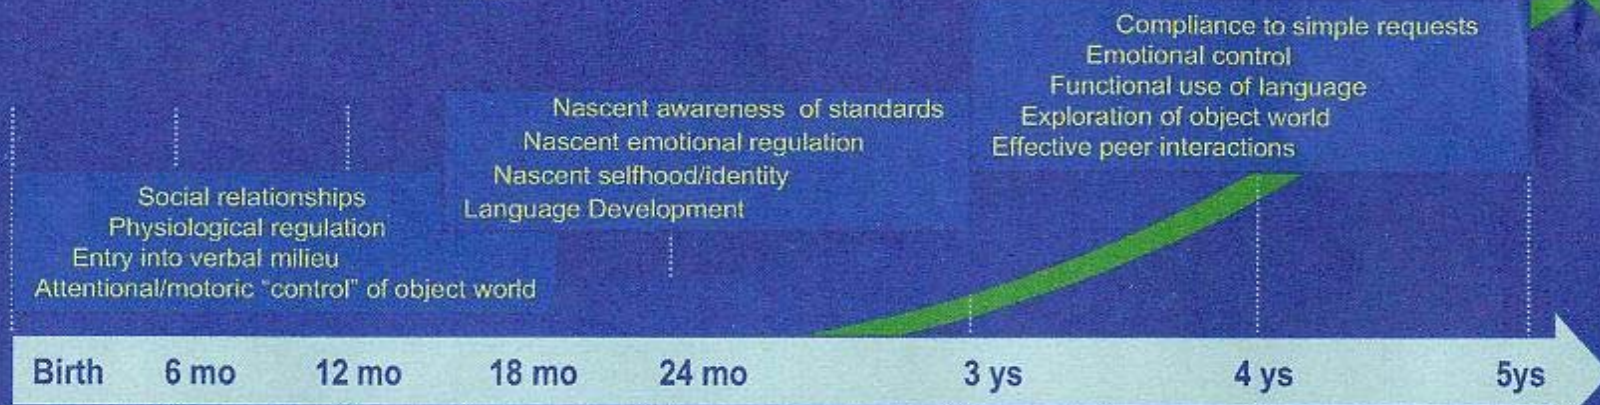 Compliance to simple requests
Emotional control
Functional use of language
Exploration of object world
Effective peer interactions
Nascent awareness of standards
Nascent emotional regulation
Nascent selfhood/identity
Language Development
Social relationships
Physiological regulation
Entry into verbal milieu
Attentional/motoric “control” of object world
Birth 6 mo 12 mo 18 mo 24 mo 3 ys 4 ys 5ys